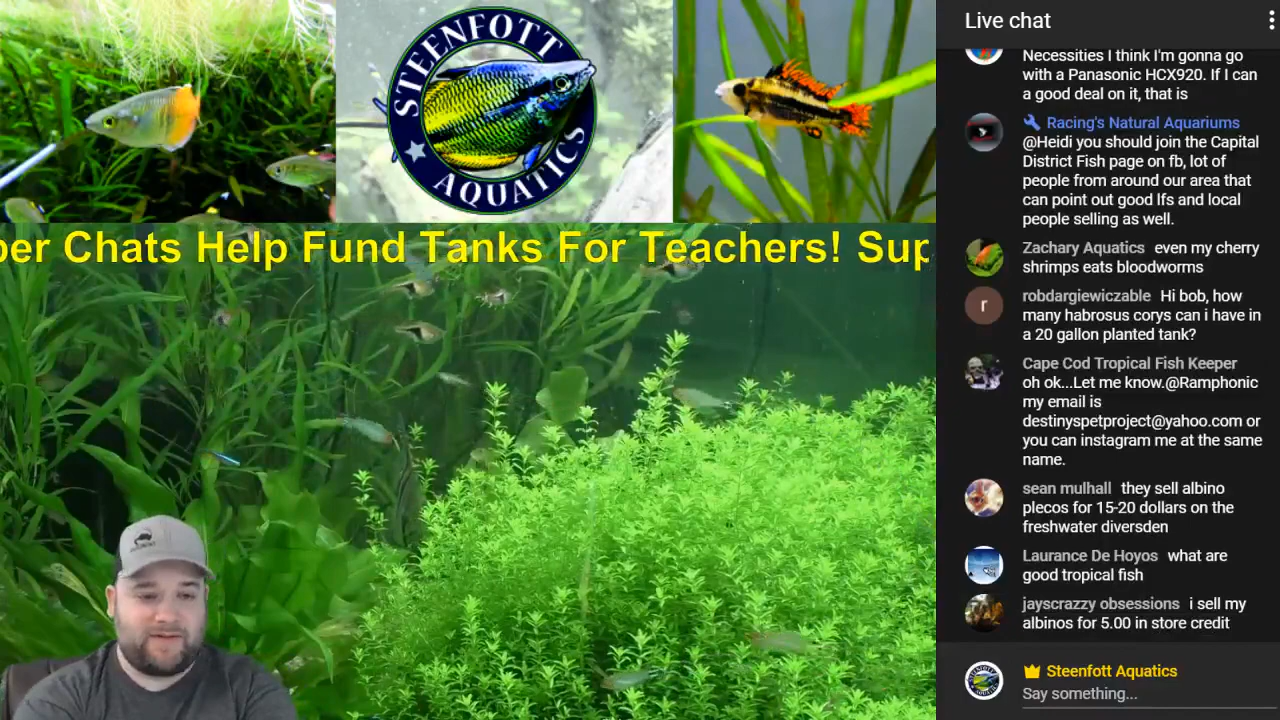 STEENFOTT
AQUATICS
per Chats Help Fund Tanks For Teachers! Sup
Live chat
Necessities I think I'm gonna go
with a Panasonic HCX920. If I can
a good deal on it, that is
Racing's Natural Aquariums
@Heidi you should join the Capital
District Fish page on fb, lot of
people from around our area that
can point out good lfs and local
people selling as well.
Zachary Aquatics even my cherry
shrimps eats bloodworms
r
robdargiewiczable Hi bob, how
many habrosus corys can i have in
a 20 gallon planted tank?
Cape Cod Tropical Fish Keeper
oh ok...Let me know.@Ramphonic
my email is
destinyspetproject@yahoo.com or
you can instagram me at the same
name.
sean mulhall they sell albino
plecos for 15-20 dollars on the
freshwater diversden
Laurance De Hoyos what are
good tropical fish
jayscrazzy obsessions i sell my
albinos for 5.00 in store credit
Steenfott Aquatics
Say something...